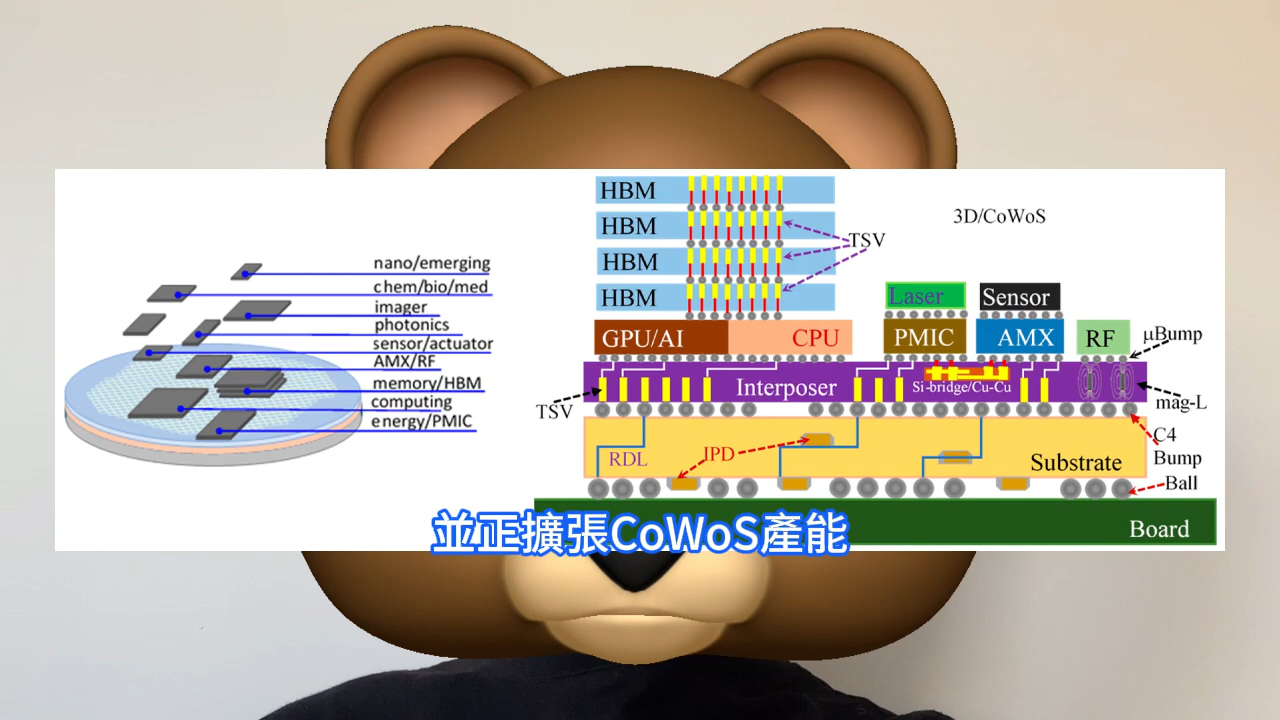 nano/emerging
chem/bio/med
imager
photonics
sensor/actuator
AMX/RF
memory/HBM
computing
energy/PMIC
HBM
HBM
HBM
HBM
TSV
3D/CoWoS
Laser
Sensor
GPU/AI
CPU
PMIC
AMX
RF
μBump
Interposer
Si-bridge/Cu-Cu
TSV
mag-L
C4
Bump
RDL
IPD
Substrate
Ball
Board
並正擴張CoWoS產能